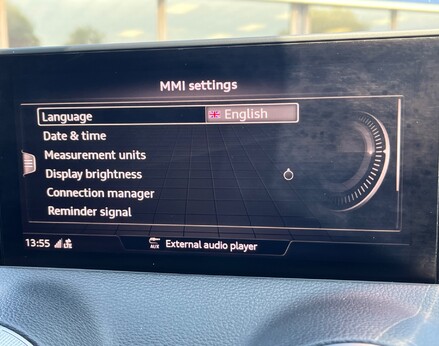 MMI settings
Language English
Date & time
Measurement units
Display brightness
Connection manager
Reminder signal
13:55 AUX External audio player